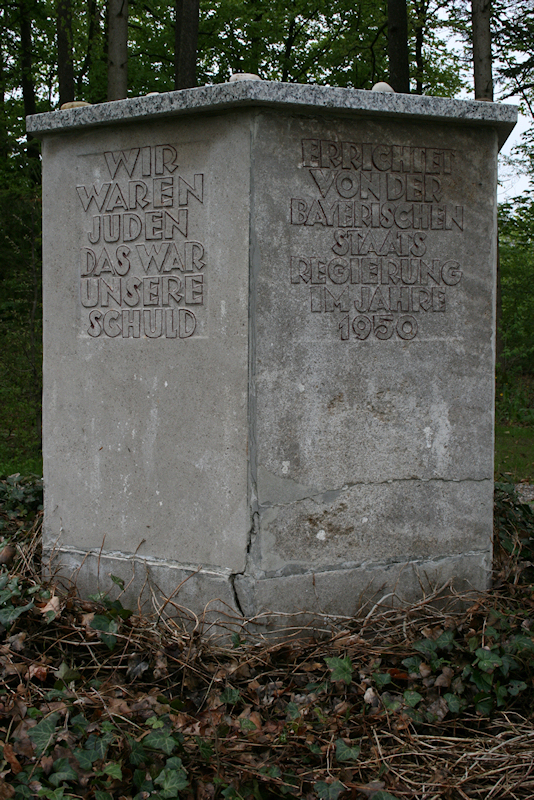 WIR
WAREN
JUDEN
DAS WAR
UNSERE
SCHULD
ERRICHTET
VON DER
BAYERISCHEN
STAATS
REGIERUNG
IM JAHRE
1950